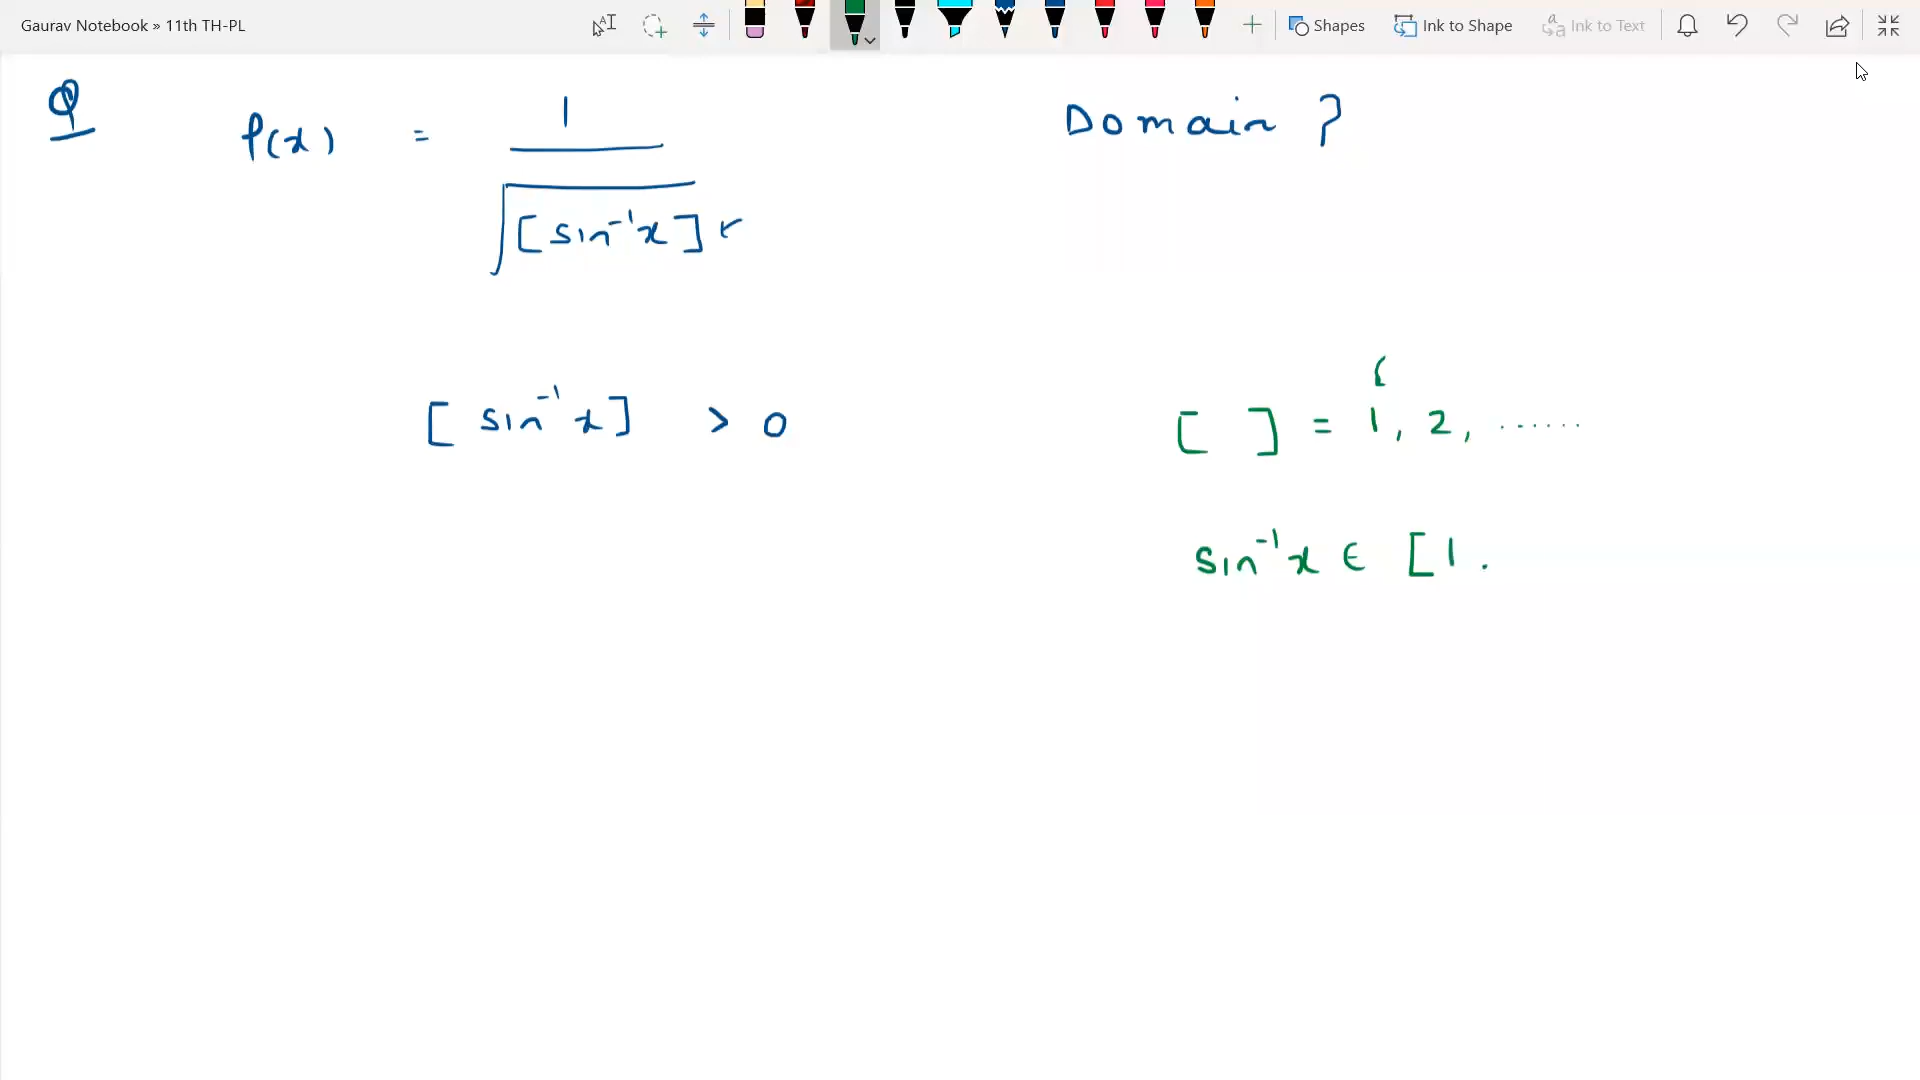 Gaurav Notebook » 11th TH-PL
Shapes
Ink to Shape
Ink to Text
Q
f(x) = 1 / √[sin⁻¹x]
Domain ?
[sin⁻¹x] > 0
[ ] = 1, 2, ......
sin⁻¹x ∈ [1 .